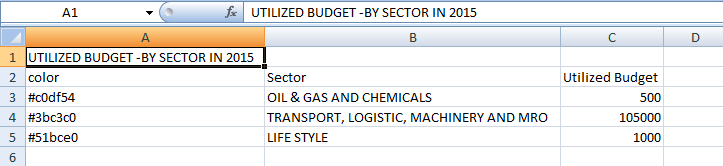 A1 fx UTILIZED BUDGET -BY SECTOR IN 2015
A B C D
1 UTILIZED BUDGET -BY SECTOR IN 2015
2 color Sector Utilized Budget
3 #c0df54 OIL & GAS AND CHEMICALS 500
4 #3bc3c0 TRANSPORT, LOGISTIC, MACHINERY AND MRO 105000
5 #51bce0 LIFE STYLE 1000
6